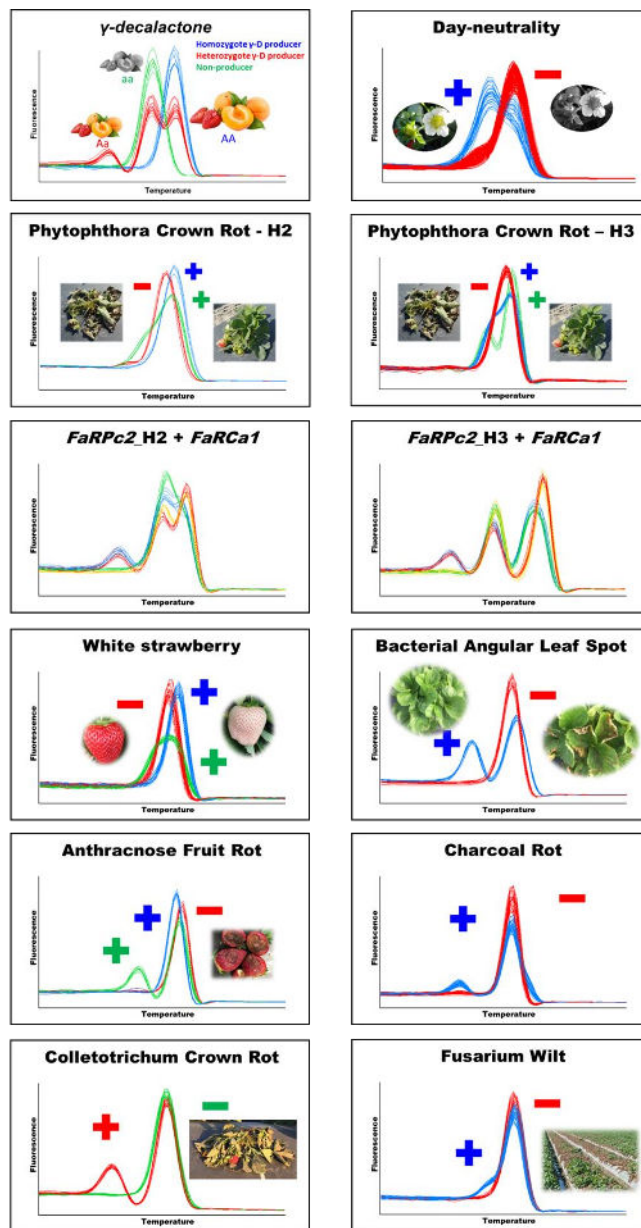 γ-decalactone
Homozygote γ-D producer
Heterozygote γ-D producer
Non-producer
aa
Aa
AA
Fluorescence
Temperature
Day-neutrality
Fluorescence
Temperature
Phytophthora Crown Rot - H2
Fluorescence
Temperature
Phytophthora Crown Rot – H3
Fluorescence
Temperature
FaRPc2_H2 + FaRCa1
Fluorescence
Temperature
FaRPc2_H3 + FaRCa1
Fluorescence
Temperature
White strawberry
Fluorescence
Temperature
Bacterial Angular Leaf Spot
Fluorescence
Temperature
Anthracnose Fruit Rot
Fluorescence
Temperature
Charcoal Rot
Fluorescence
Temperature
Colletotrichum Crown Rot
Fluorescence
Temperature
Fusarium Wilt
Fluorescence
Temperature